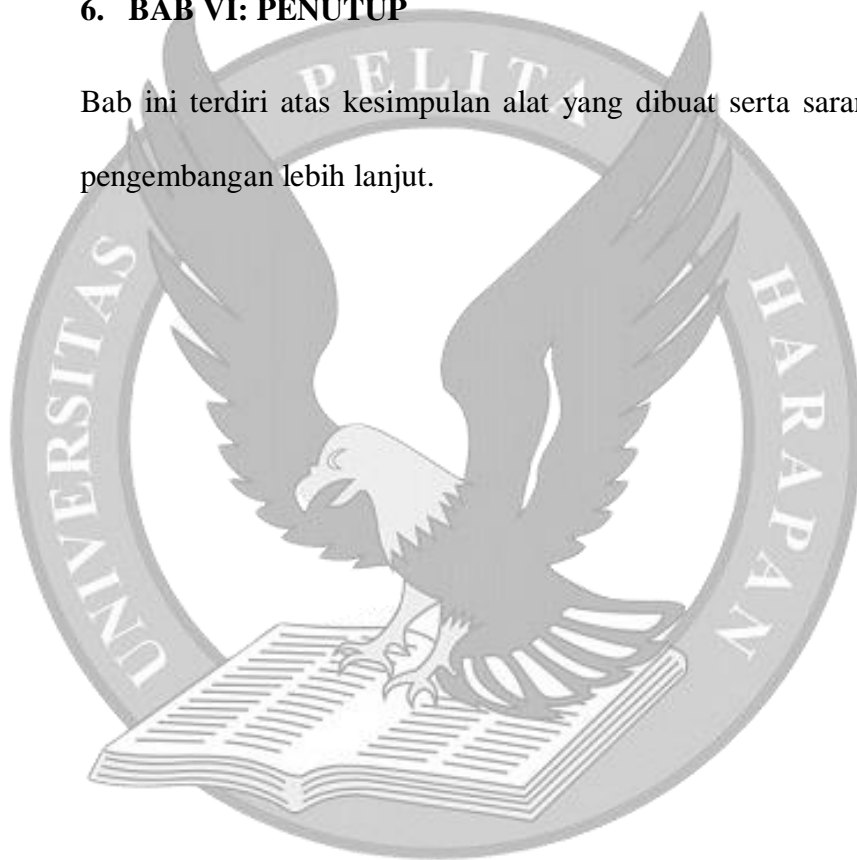 6. BAB VI: PENUTUP
PELITA
Bab ini terdiri atas kesimpulan alat yang dibuat serta saran
pengembangan lebih lanjut.
UNIVERSITAS
HARAPAN